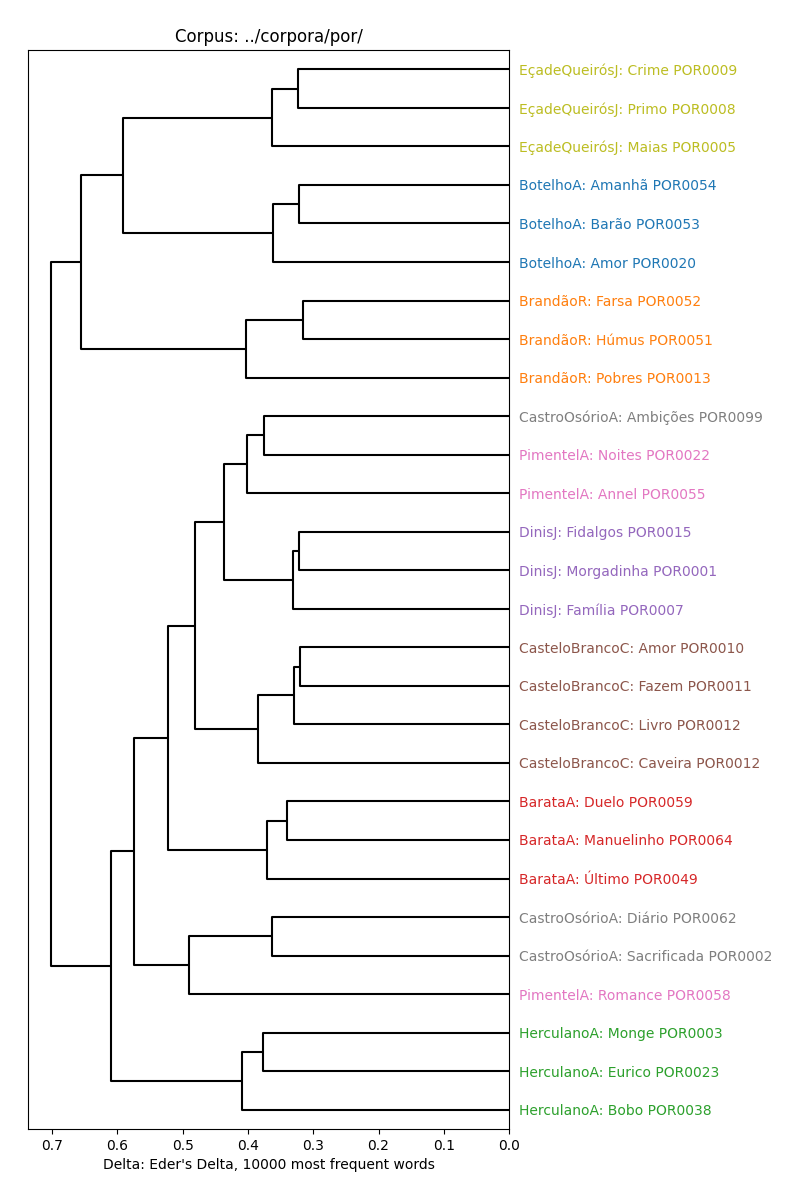 Corpus: ../corpora/por/
EçadeQueirósJ: Crime POR0009
EçadeQueirósJ: Primo POR0008
EçadeQueirósJ: Maias POR0005
BotelhoA: Amanhã POR0054
BotelhoA: Barão POR0053
BotelhoA: Amor POR0020
BrandãoR: Farsa POR0052
BrandãoR: Húmus POR0051
BrandãoR: Pobres POR0013
CastroOsórioA: Ambições POR0099
PimentelA: Noites POR0022
PimentelA: Annel POR0055
DinisJ: Fidalgos POR0015
DinisJ: Morgadinha POR0001
DinisJ: Família POR0007
CasteloBrancoC: Amor POR0010
CasteloBrancoC: Fazem POR0011
CasteloBrancoC: Livro POR0012
CasteloBrancoC: Caveira POR0012
BarataA: Duelo POR0059
BarataA: Manuelinho POR0064
BarataA: Último POR0049
CastroOsórioA: Diário POR0062
CastroOsórioA: Sacrificada POR0002
PimentelA: Romance POR0058
HerculanoA: Monge POR0003
HerculanoA: Eurico POR0023
HerculanoA: Bobo POR0038
0.7 0.6 0.5 0.4 0.3 0.2 0.1 0.0
Delta: Eder's Delta, 10000 most frequent words